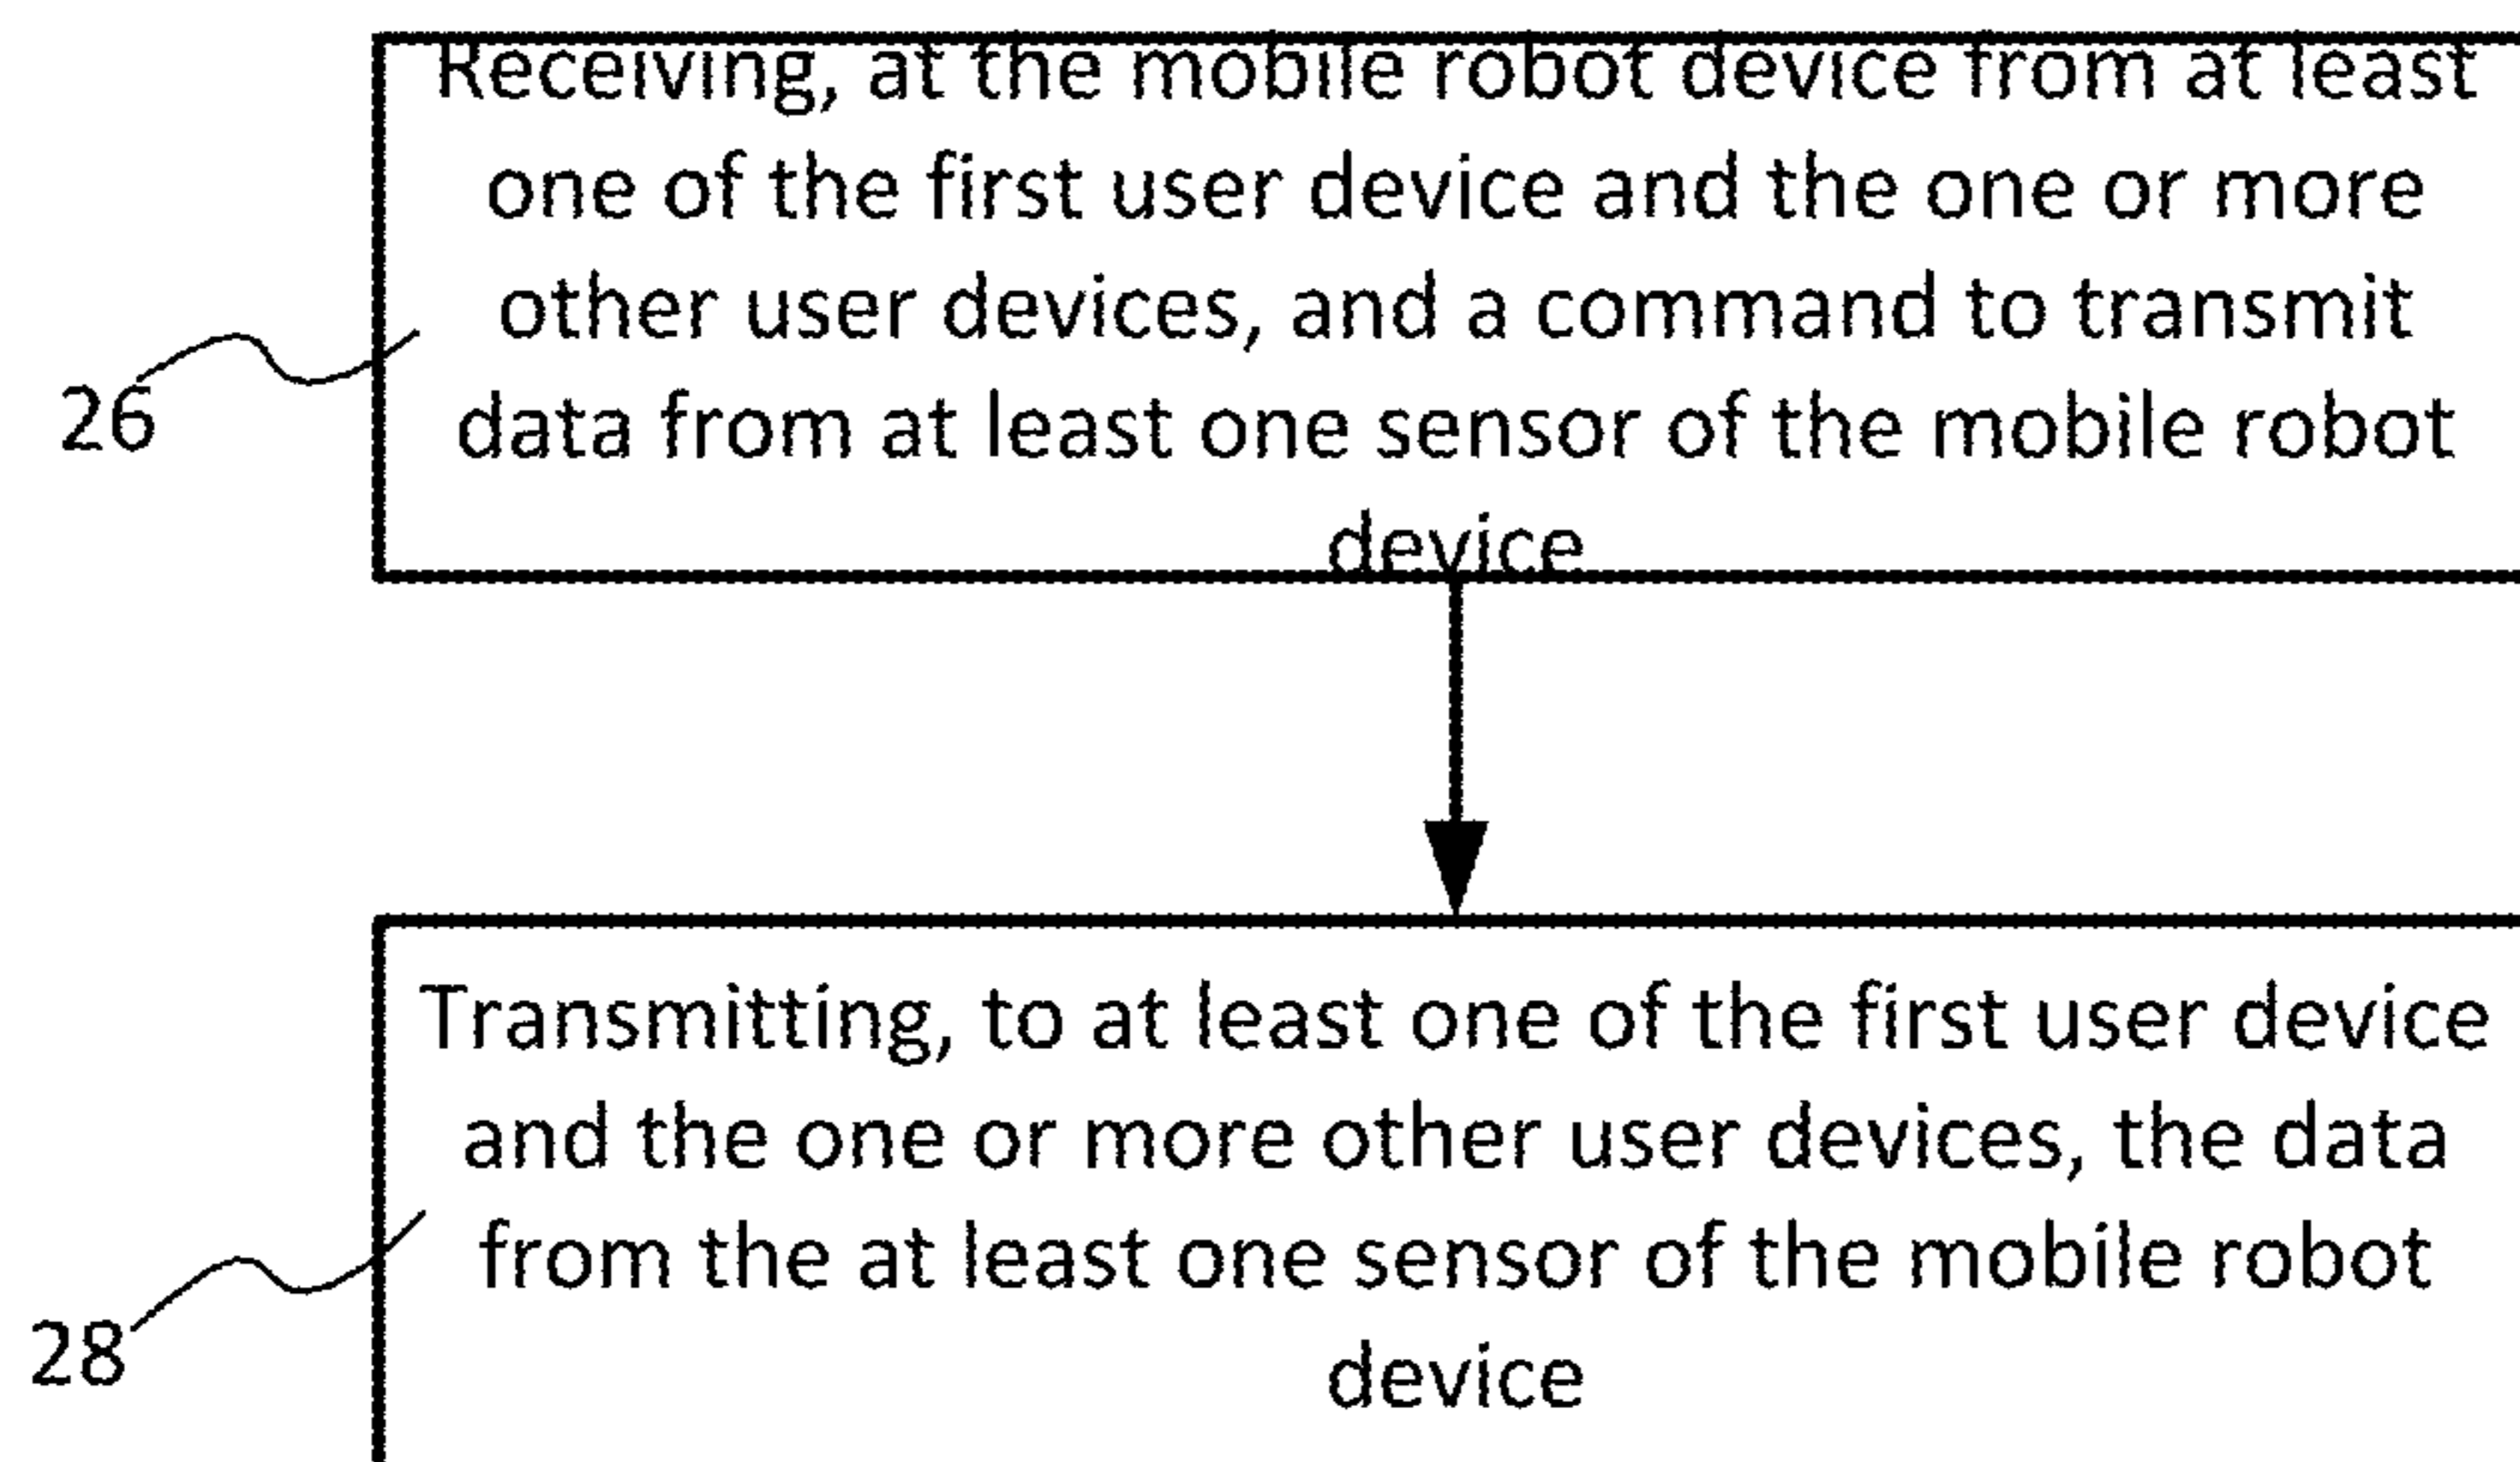 Receiving, at the mobile robot device from at least
one of the first user device and the one or more
other user devices, and a command to transmit
data from at least one sensor of the mobile robot
device
26
Transmitting, to at least one of the first user device
and the one or more other user devices, the data
from the at least one sensor of the mobile robot
device
28